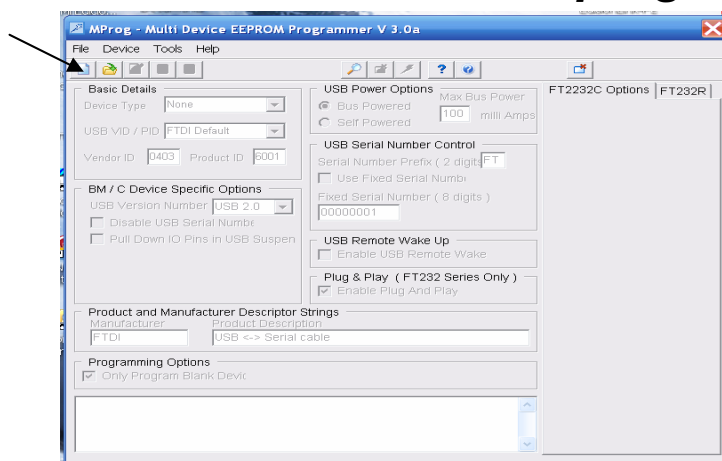 MProg - Multi Device EEPROM Programmer V 3.0a
File Device Tools Help
Basic Details
Device Type None
USB VID / PID FTDI Default
Vendor ID 0403 Product ID 6001
BM / C Device Specific Options
USB Version Number USB 2.0
Disable USB Serial Numbe
Pull Down IO Pins in USB Suspen
USB Power Options
Bus Powered
Self Powered
Max Bus Power
100 milli Amps
USB Serial Number Control
Serial Number Prefix ( 2 digits FT
Use Fixed Serial Numbe
Fixed Serial Number ( 8 digits )
00000001
USB Remote Wake Up
Enable USB Remote Wake
Plug & Play ( FT232 Series Only )
Enable Plug And Play
FT2232C Options FT232R
Product and Manufacturer Descriptor Strings
Manufacturer Product Description
FTDI USB <-> Serial cable
Programming Options
Only Program Blank Devic